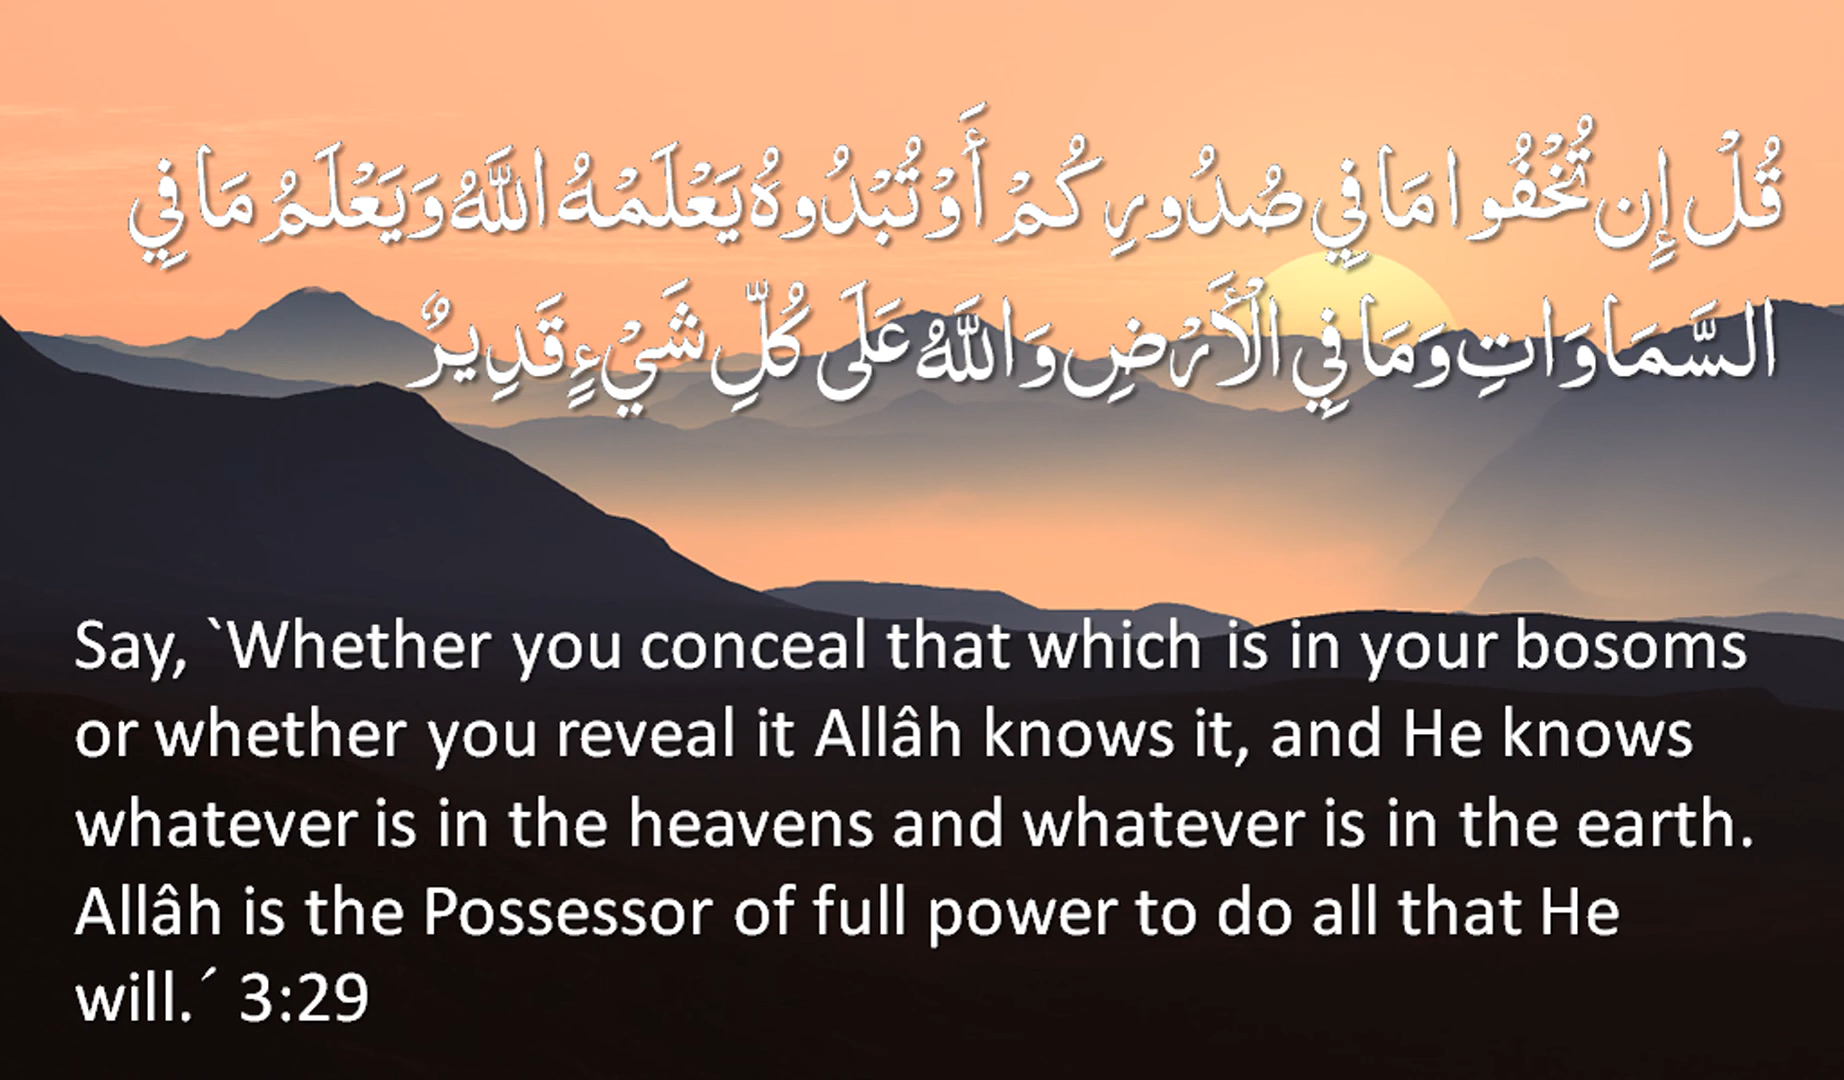 قُلْ إِن تُخْفُوا مَا فِي صُدُورِكُمْ أَوْ تُبْدُوهُ يَعْلَمْهُ اللَّهُ وَيَعْلَمُ مَا فِي
السَّمَاوَاتِ وَمَا فِي الْأَرْضِ وَاللَّهُ عَلَى كُلِّ شَيْءٍ قَدِيرٌ
Say, `Whether you conceal that which is in your bosoms
or whether you reveal it Allâh knows it, and He knows
whatever is in the heavens and whatever is in the earth.
Allâh is the Possessor of full power to do all that He
will.´ 3:29